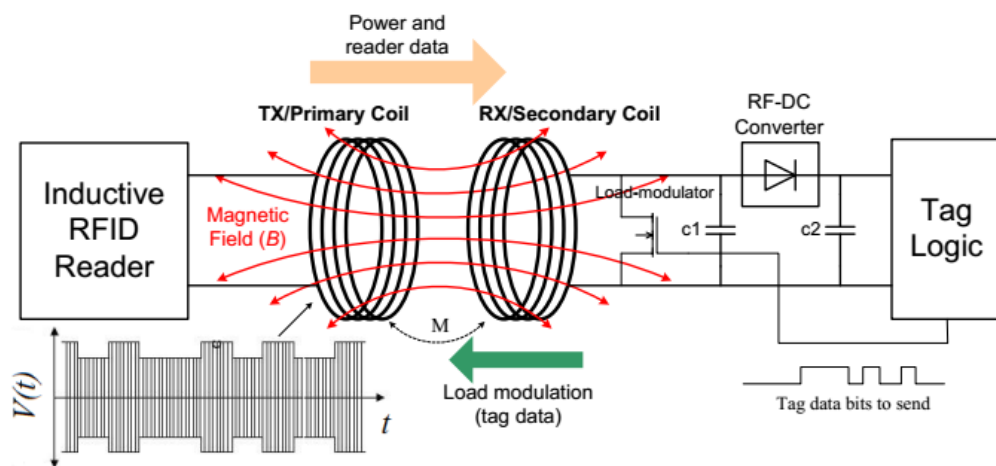 Power and
reader data
TX/Primary Coil
RX/Secondary Coil
RF-DC
Converter
Inductive
RFID
Reader
Magnetic
Field (B)
Load-modulator
c1
c2
Tag
Logic
M
V(t)
t
Load modulation
(tag data)
Tag data bits to send